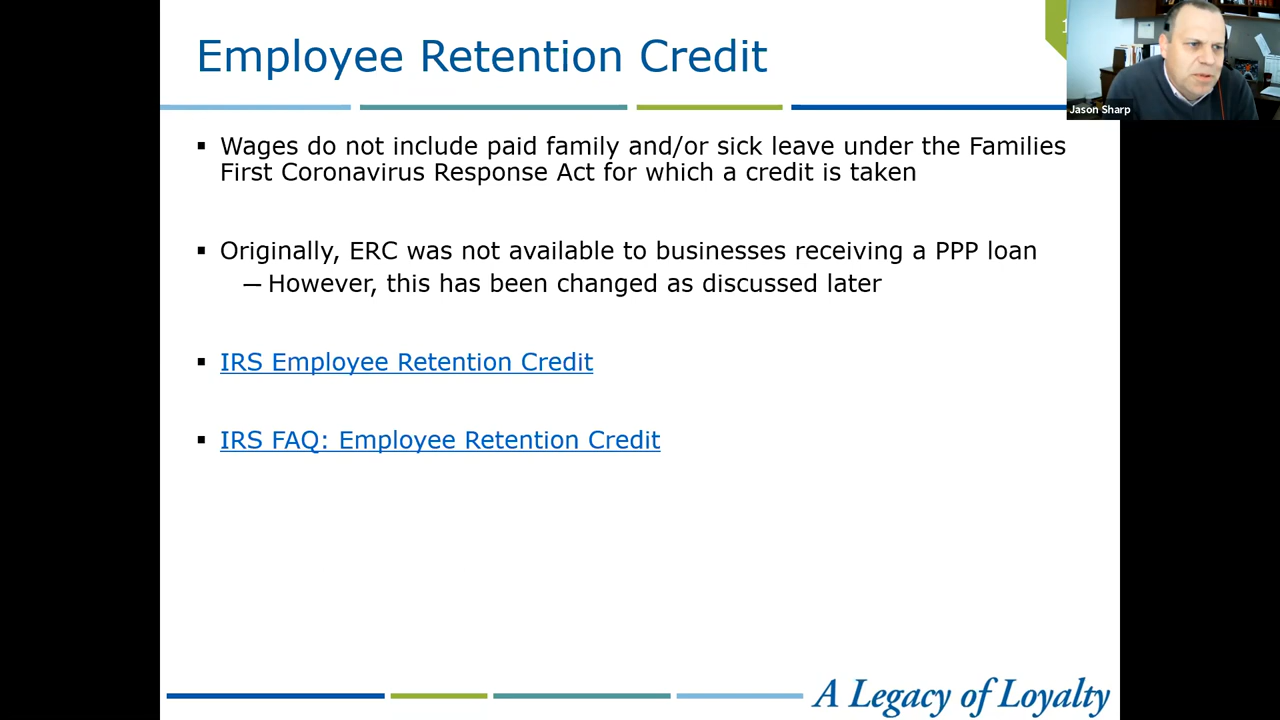 Employee Retention Credit
Jason Sharp
▪ Wages do not include paid family and/or sick leave under the Families
First Coronavirus Response Act for which a credit is taken
▪ Originally, ERC was not available to businesses receiving a PPP loan
— However, this has been changed as discussed later
▪ IRS Employee Retention Credit
▪ IRS FAQ: Employee Retention Credit
A Legacy of Loyalty